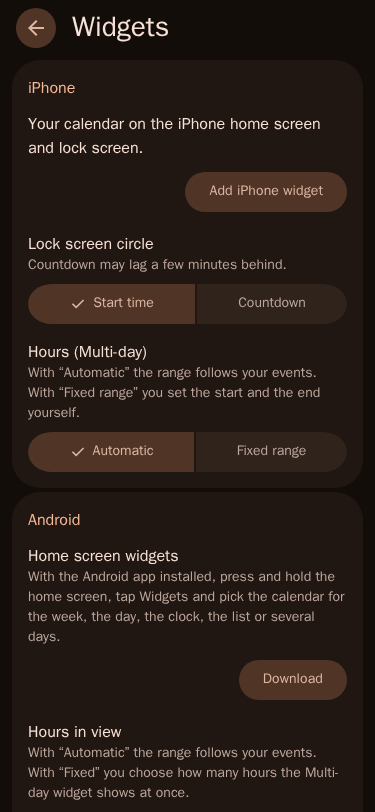 Widgets
iPhone
Your calendar on the iPhone home screen
and lock screen.
Add iPhone widget
Lock screen circle
Countdown may lag a few minutes behind.
Start time
Countdown
Hours (Multi-day)
With “Automatic” the range follows your events.
With “Fixed range” you set the start and the end
yourself.
Automatic
Fixed range
Android
Home screen widgets
With the Android app installed, press and hold the
home screen, tap Widgets and pick the calendar for
the week, the day, the clock, the list or several
days.
Download
Hours in view
With “Automatic” the range follows your events.
With “Fixed” you choose how many hours the Multi-
day widget shows at once.